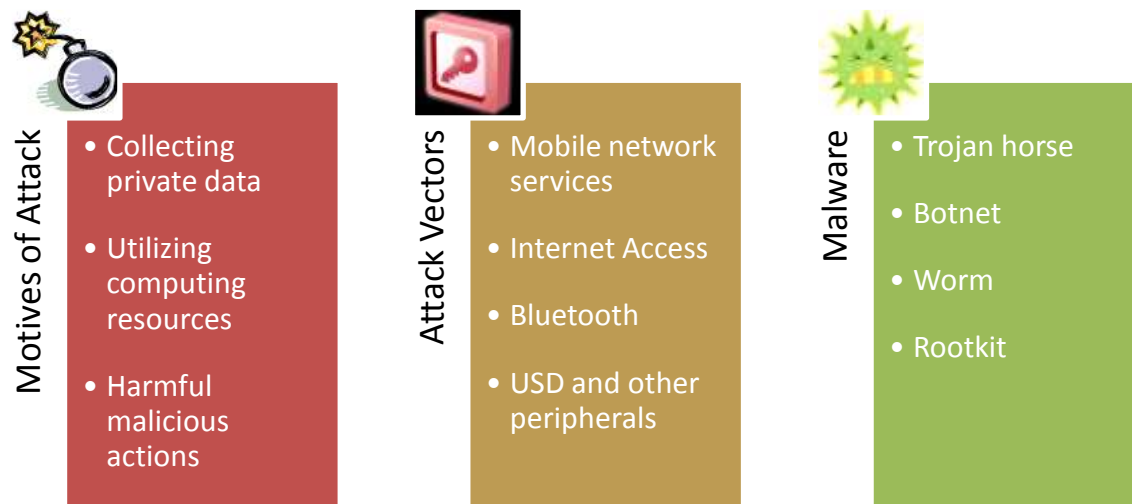 Motives of Attack
• Collecting
private data
• Utilizing
computing
resources
• Harmful
malicious
actions
Attack Vectors
• Mobile network
services
• Internet Access
• Bluetooth
• USD and other
peripherals
Malware
• Trojan horse
• Botnet
• Worm
• Rootkit